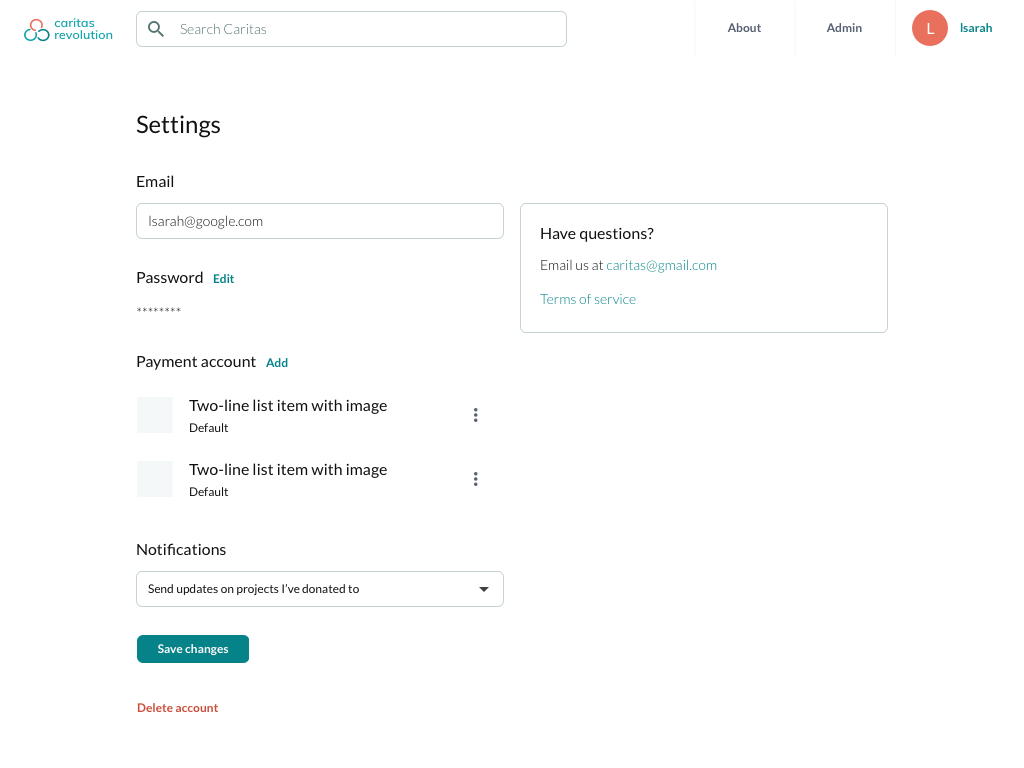 caritas
revolution
Search Caritas
About
Admin
L
lsarah
Settings
Email
lsarah@google.com
Have questions?
Email us at caritas@gmail.com
Terms of service
Password Edit
********
Payment account Add
Two-line list item with image
Default
Two-line list item with image
Default
Notifications
Send updates on projects I've donated to
Save changes
Delete account